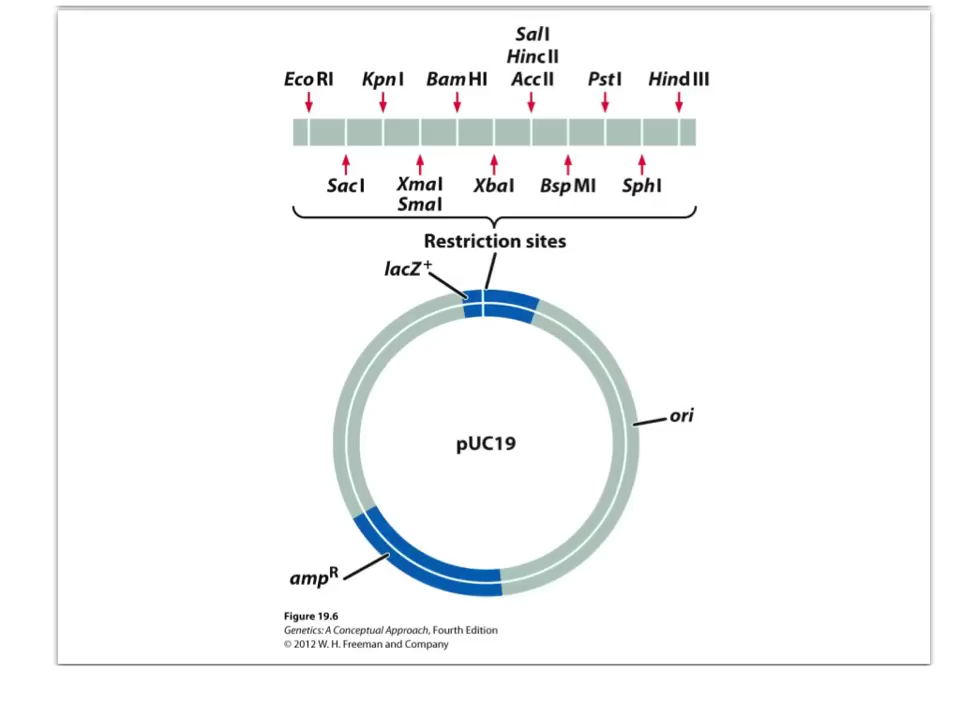 SalI
HincII
EcoRI KpnI BamHI AccII PstI HindIII
SacI XmaI XbaI BspMI SphI
SmaI
Restriction sites
lacZ+
ori
pUC19
ampR
Figure 19.6
Genetics: A Conceptual Approach, Fourth Edition
© 2012 W. H. Freeman and Company